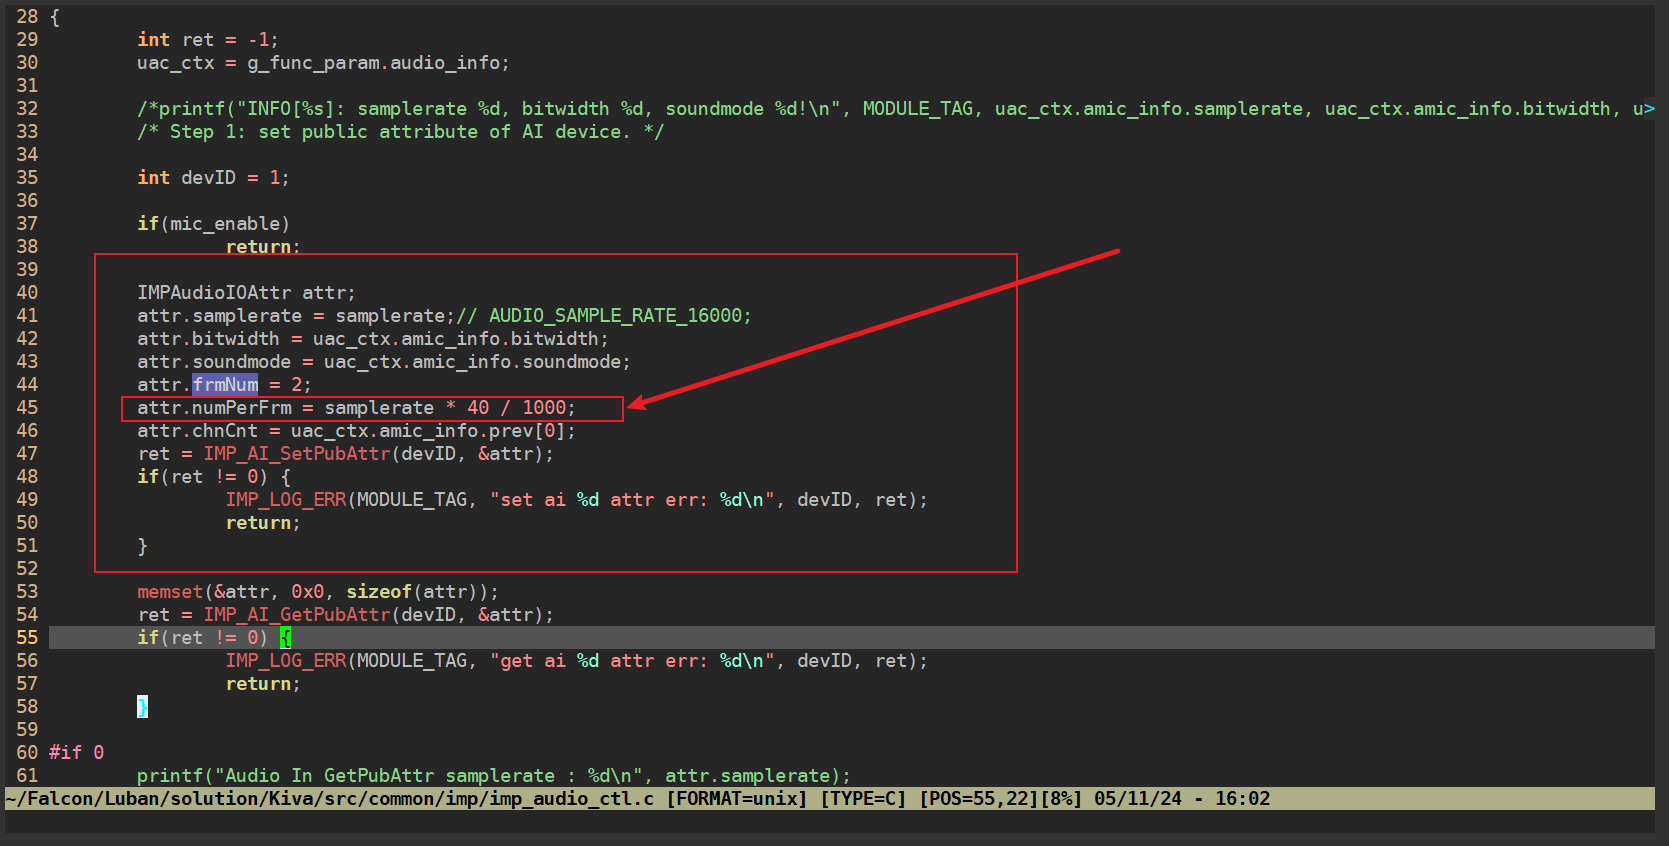 28 {
29         int ret = -1;
30         uac_ctx = g_func_param.audio_info;
31
32         /*printf("INFO[%s]: samplerate %d, bitwidth %d, soundmode %d!\n", MODULE_TAG, uac_ctx.amic_info.samplerate, uac_ctx.amic_info.bitwidth, u>
33         /* Step 1: set public attribute of AI device. */
34
35         int devID = 1;
36
37         if(mic_enable)
38                 return;
39
40         IMPAudioIOAttr attr;
41         attr.samplerate = samplerate;// AUDIO_SAMPLE_RATE_16000;
42         attr.bitwidth = uac_ctx.amic_info.bitwidth;
43         attr.soundmode = uac_ctx.amic_info.soundmode;
44         attr.frmNum = 2;
45         attr.numPerFrm = samplerate * 40 / 1000;
46         attr.chnCnt = uac_ctx.amic_info.prev[0];
47         ret = IMP_AI_SetPubAttr(devID, &attr);
48         if(ret != 0) {
49                 IMP_LOG_ERR(MODULE_TAG, "set ai %d attr err: %d\n", devID, ret);
50                 return;
51         }
52
53         memset(&attr, 0x0, sizeof(attr));
54         ret = IMP_AI_GetPubAttr(devID, &attr);
55         if(ret != 0) {
56                 IMP_LOG_ERR(MODULE_TAG, "get ai %d attr err: %d\n", devID, ret);
57                 return;
58         }
59
60 #if 0
61         printf("Audio In GetPubAttr samplerate : %d\n", attr.samplerate);
~/Falcon/Luban/solution/Kiva/src/common/imp/imp_audio_ctl.c [FORMAT=unix] [TYPE=C] [POS=55,22][8%] 05/11/24 - 16:02